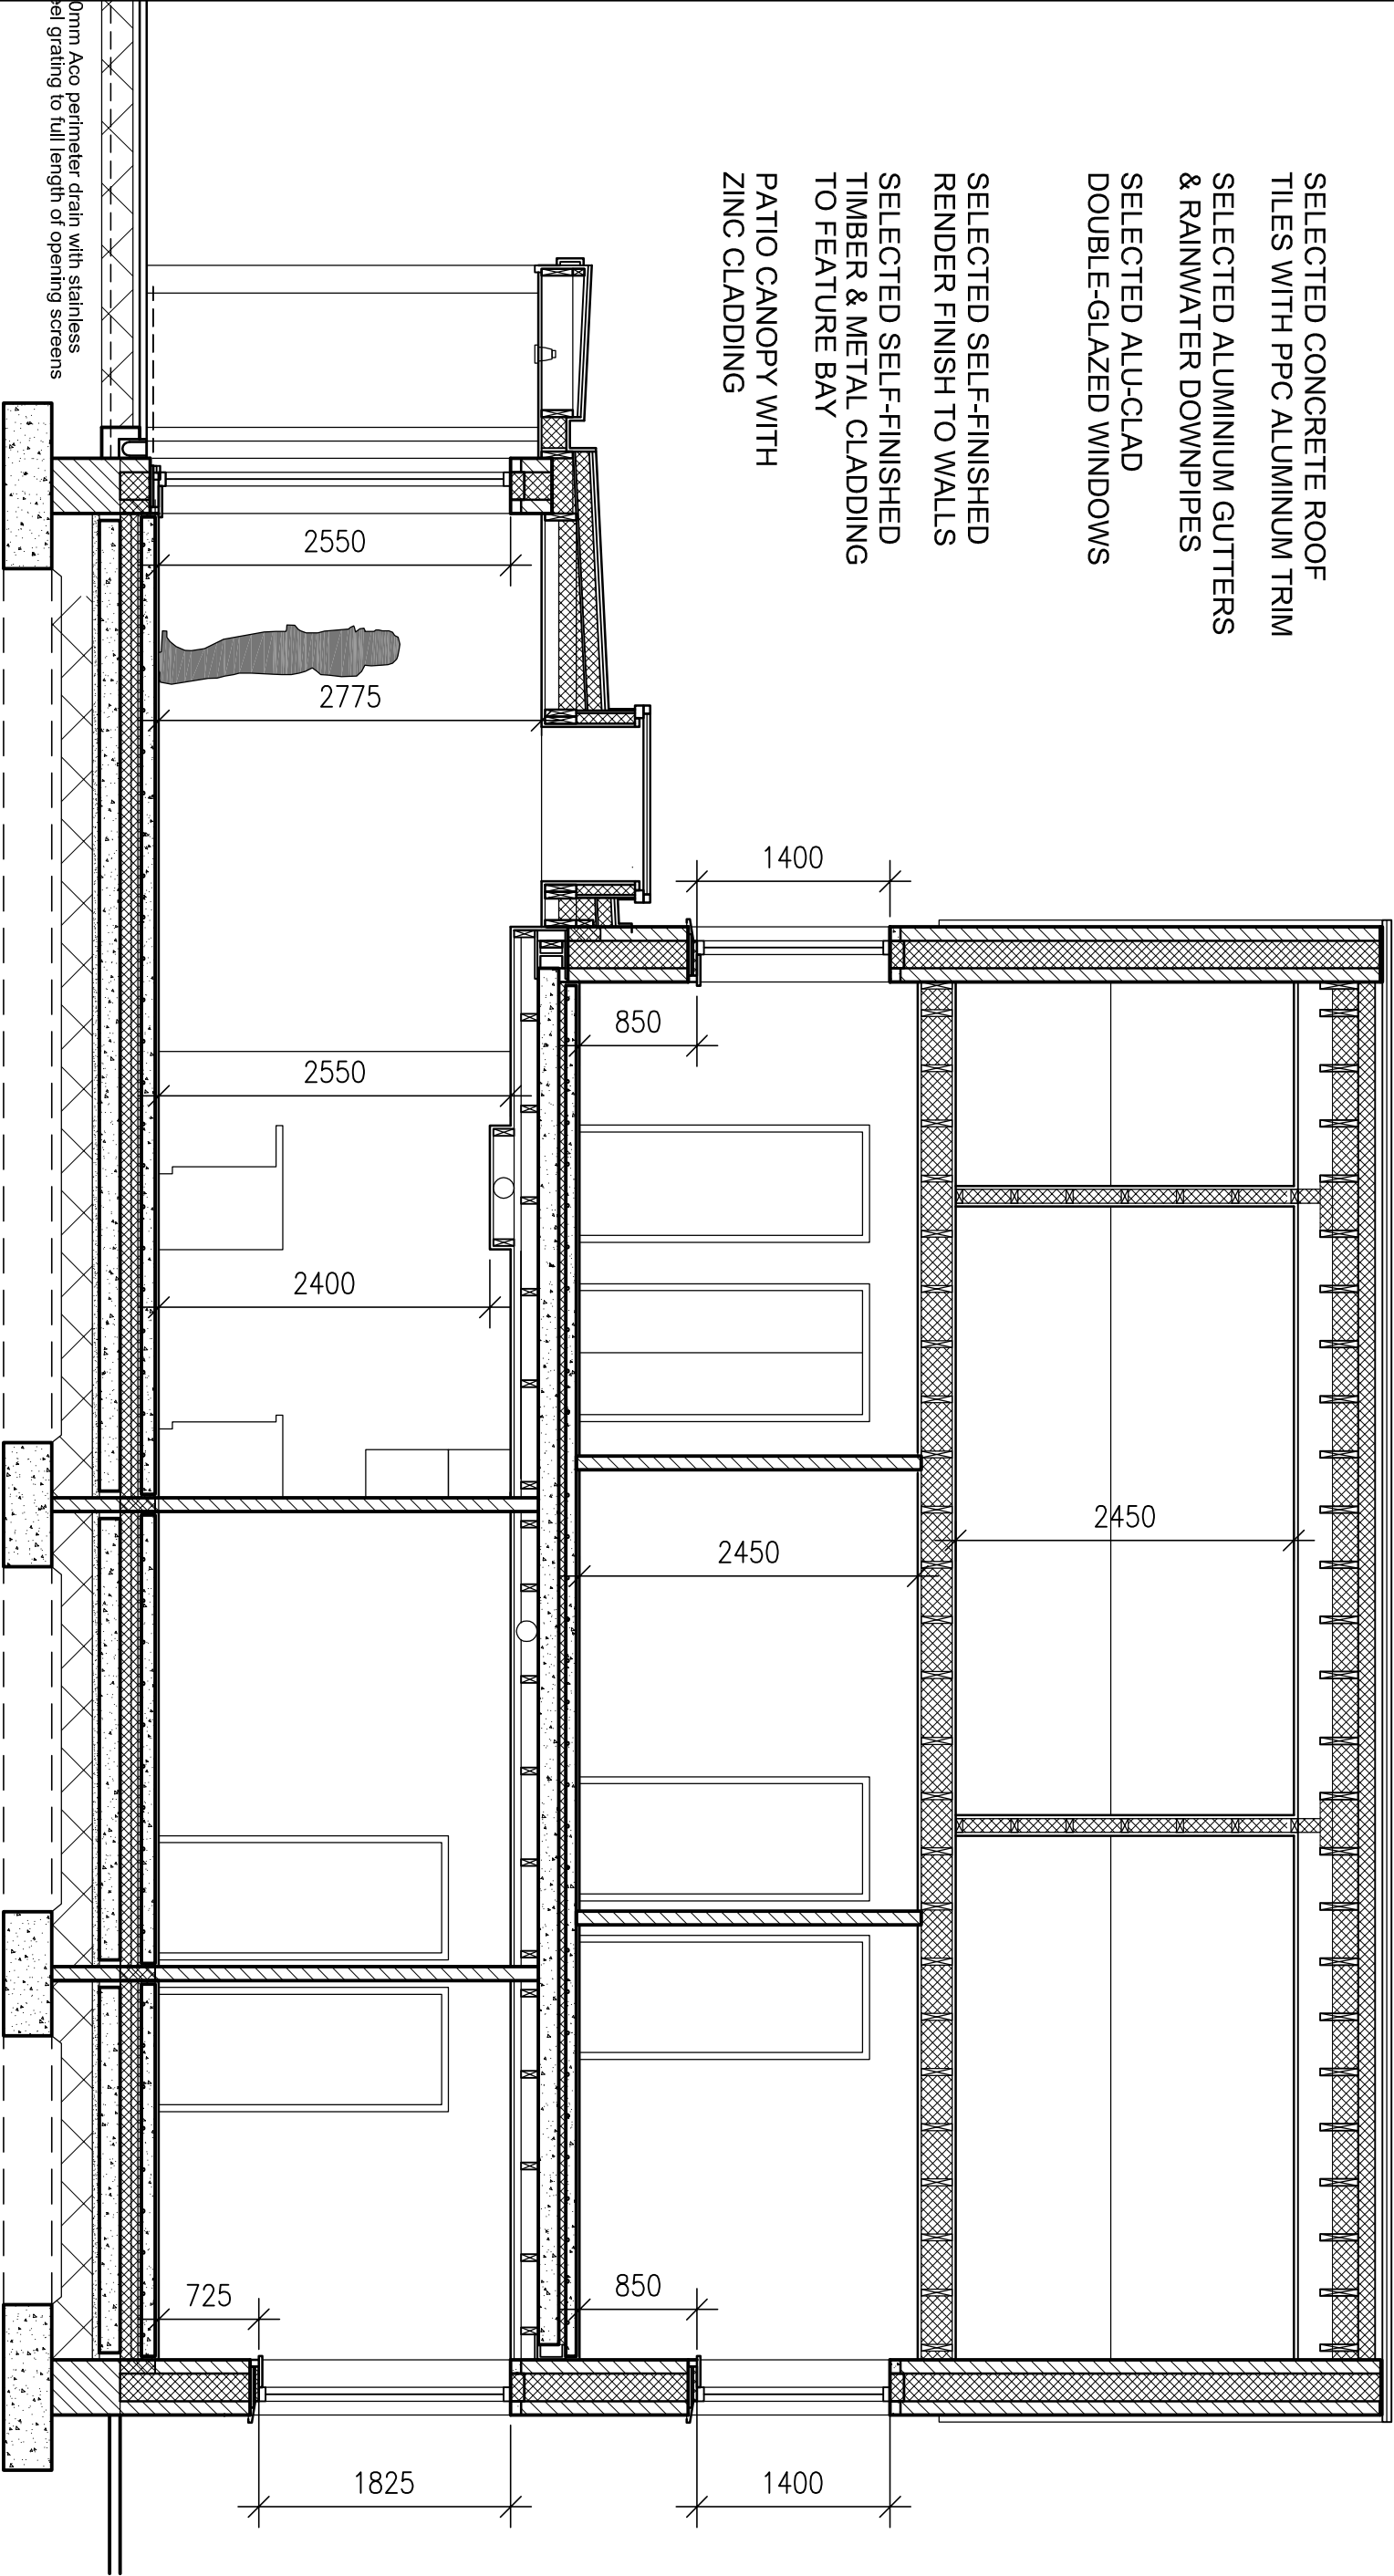 SELECTED CONCRETE ROOF
TILES WITH PPC ALUMINUM TRIM
SELECTED ALUMINIUM GUTTERS
& RAINWATER DOWNPIPES
SELECTED ALU-CLAD
DOUBLE-GLAZED WINDOWS
SELECTED SELF-FINISHED
RENDER FINISH TO WALLS
SELECTED SELF-FINISHED
TIMBER & METAL CLADDING
TO FEATURE BAY
PATIO CANOPY WITH
ZINC CLADDING
0mm Aco perimeter drain with stainless
eel grating to full length of opening screens
2550
2775
1400
850
2550
2400
2450
2450
725
850
1825
1400